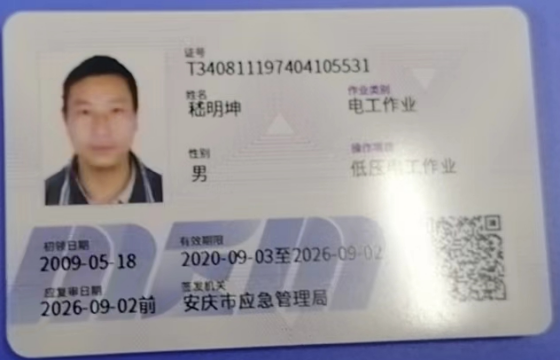 证号
T340811197404105531
姓名
嵇明坤
作业类别
电工作业
性别
男
操作项目
低压电工作业
初领日期
2009-05-18
有效期限
2020-09-03至2026-09-02
应复审日期
2026-09-02前
签发机关
安庆市应急管理局